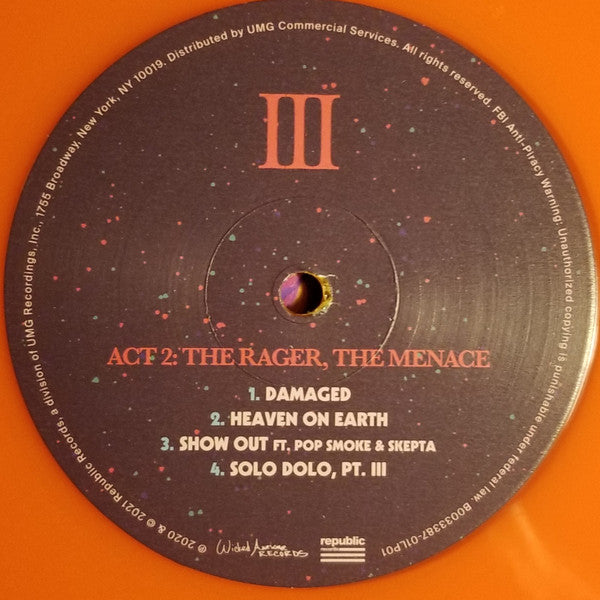 III
ACT 2: THE RAGER, THE MENACE
1. DAMAGED
2. HEAVEN ON EARTH
3. SHOW OUT FT. POP SMOKE & SKEPTA
4. SOLO DOLO, PT. III
Wicked Awesome RECORDS
republic
records
℗ 2020 & © 2021 Republic Records, a division of UMG Recordings, Inc., 1755 Broadway, New York, NY 10019. Distributed by UMG Commercial Services. All rights reserved. FBI Anti-Piracy Warning: Unauthorized copying is punishable under federal law. B0033387-01LP01